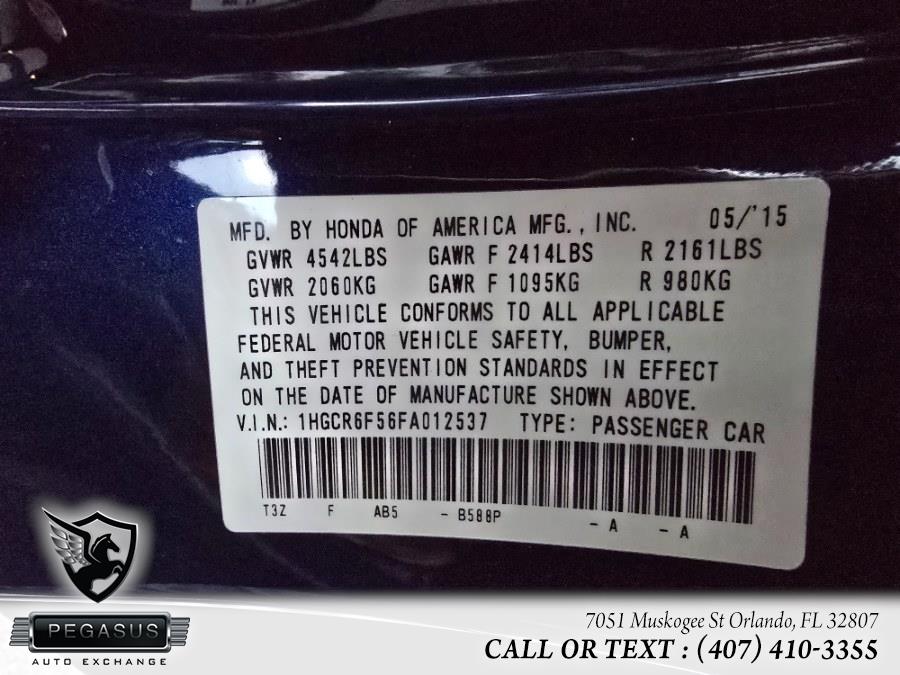 MFD. BY HONDA OF AMERICA MFG., INC. 05/'15
GVWR 4542LBS GAWR F 2414LBS R 2161LBS
GVWR 2060KG GAWR F 1095KG R 980KG
THIS VEHICLE CONFORMS TO ALL APPLICABLE
FEDERAL MOTOR VEHICLE SAFETY, BUMPER,
AND THEFT PREVENTION STANDARDS IN EFFECT
ON THE DATE OF MANUFACTURE SHOWN ABOVE.
V.I.N.: 1HGCR6F56FA012537 TYPE: PASSENGER CAR
T3Z F AB5 - B588P - A - A
PEGASUS
AUTO EXCHANGE
7051 Muskogee St Orlando, FL 32807
CALL OR TEXT : (407) 410-3355